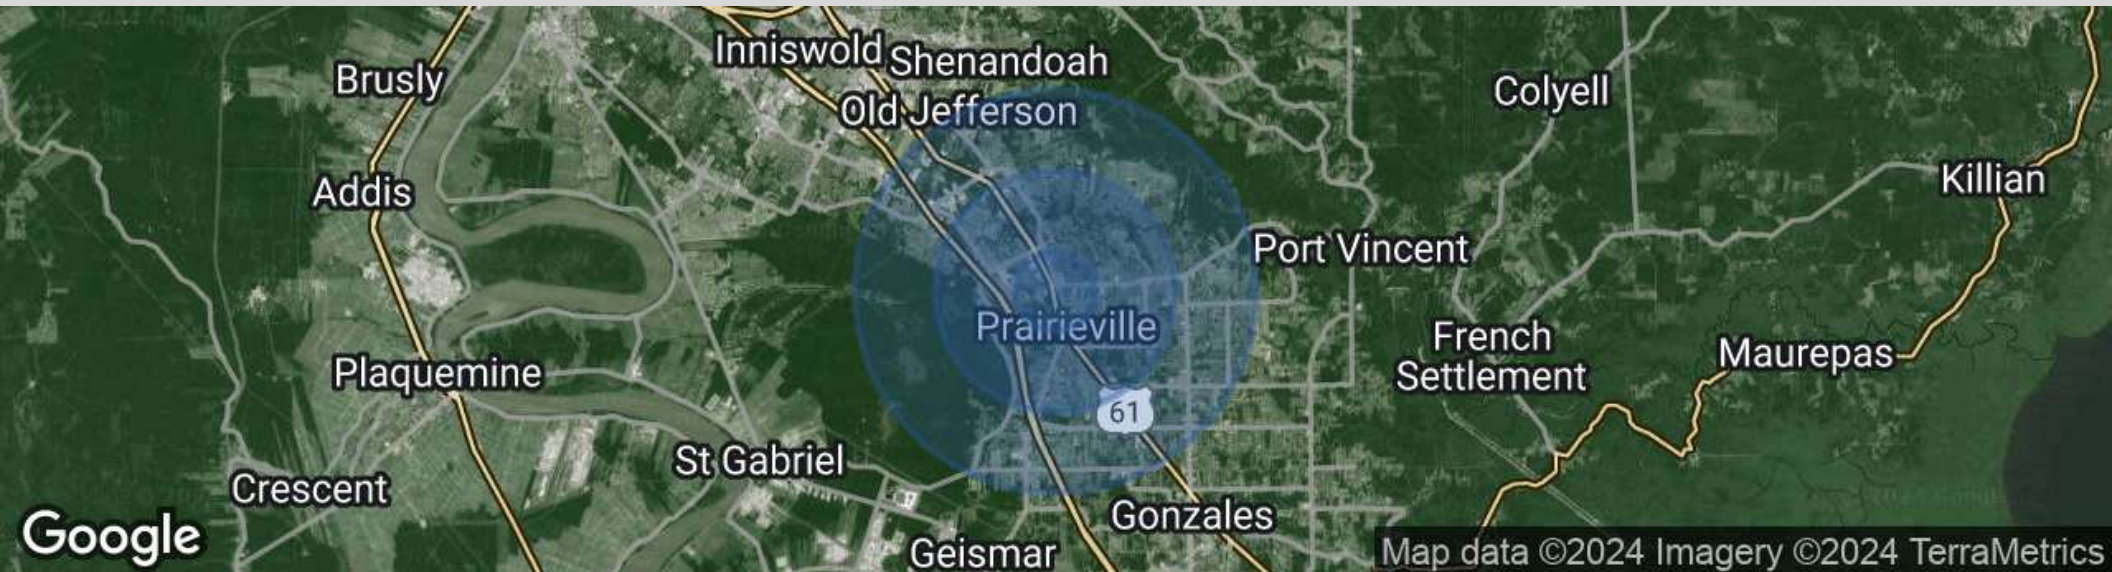 Inniswold
Shenandoah
Brusly
Colyell
Old Jefferson
Addis
Killian
Port Vincent
Prairieville
French
Settlement
Maurepas
Plaquemine
61
St Gabriel
Crescent
Gonzales
Google
Geismar
Map data ©2024 Imagery ©2024 TerraMetrics